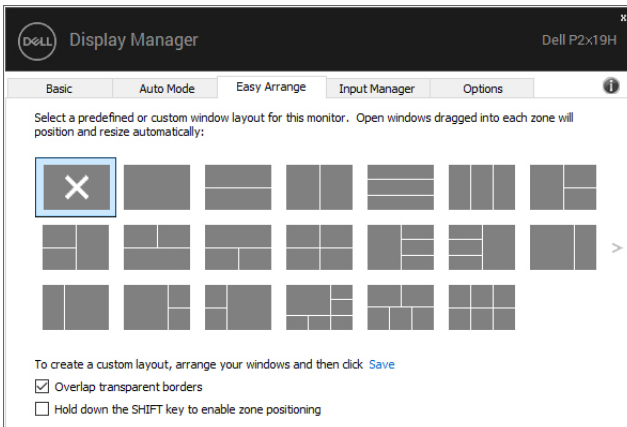 x
DELL Display Manager Dell P2x19H
Basic Auto Mode Easy Arrange Input Manager Options i
Select a predefined or custom window layout for this monitor.  Open windows dragged into each zone will
position and resize automatically:
>
To create a custom layout, arrange your windows and then click Save
Overlap transparent borders
Hold down the SHIFT key to enable zone positioning